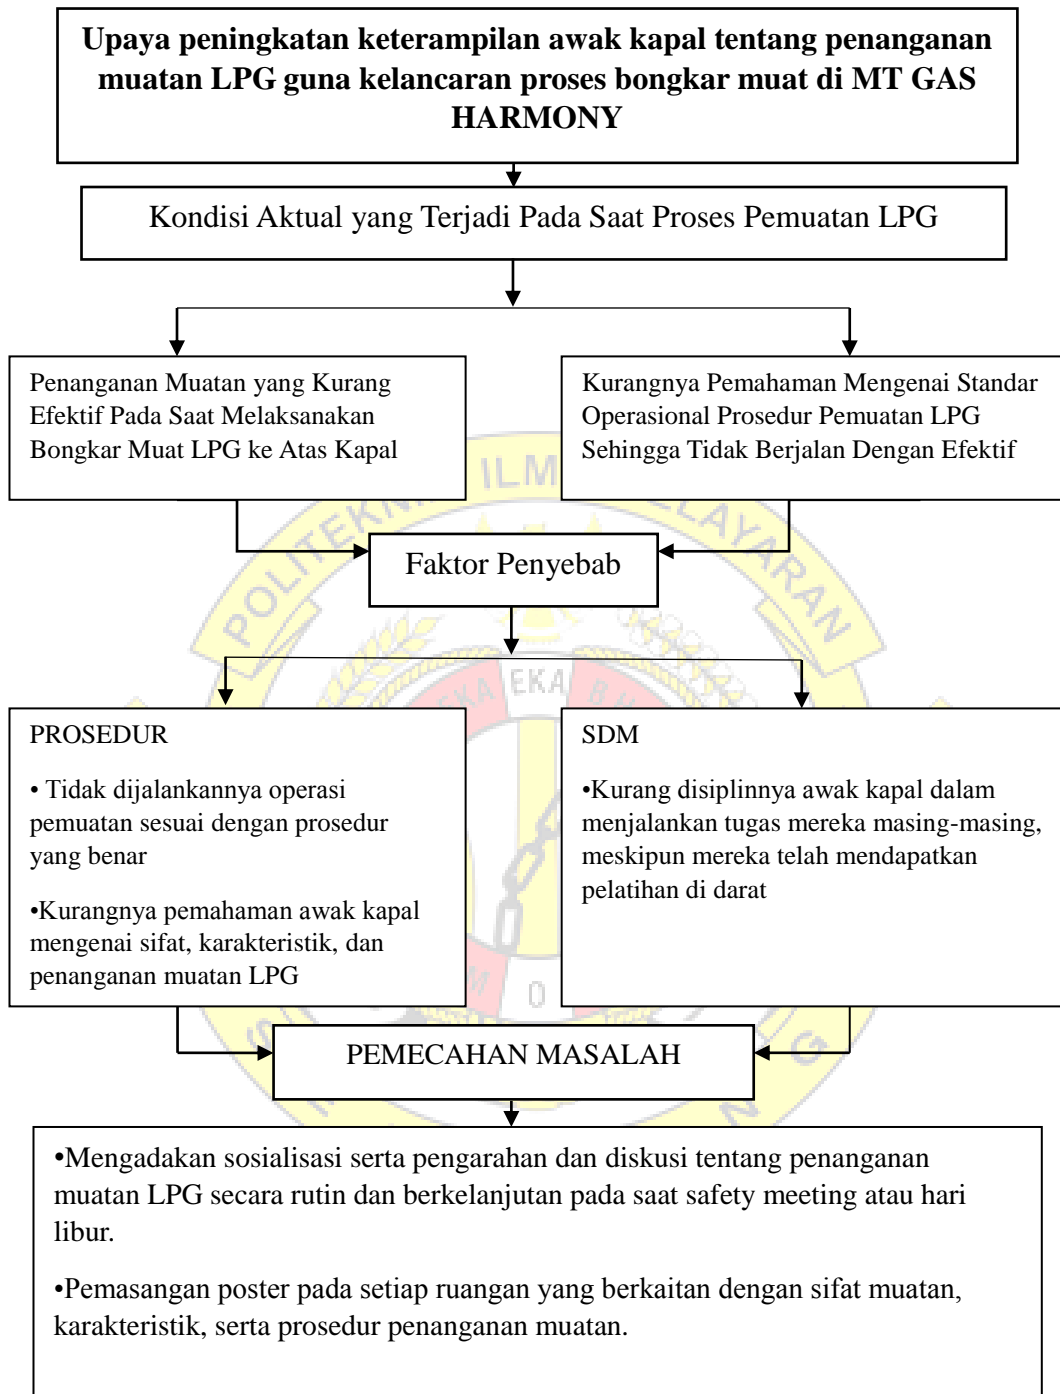 Upaya peningkatan keterampilan awak kapal tentang penanganan
muatan LPG guna kelancaran proses bongkar muat di MT GAS
HARMONY
Kondisi Aktual yang Terjadi Pada Saat Proses Pemuatan LPG
Penanganan Muatan yang Kurang
Efektif Pada Saat Melaksanakan
Bongkar Muat LPG ke Atas Kapal
Kurangnya Pemahaman Mengenai Standar
Operasional Prosedur Pemuatan LPG
Sehingga Tidak Berjalan Dengan Efektif
Faktor Penyebab
PROSEDUR
• Tidak dijalankannya operasi
pemuatan sesuai dengan prosedur
yang benar
•Kurangnya pemahaman awak kapal
mengenai sifat, karakteristik, dan
penanganan muatan LPG
SDM
•Kurang disiplinnya awak kapal dalam
menjalankan tugas mereka masing-masing,
meskipun mereka telah mendapatkan
pelatihan di darat
PEMECAHAN MASALAH
•Mengadakan sosialisasi serta pengarahan dan diskusi tentang penanganan
muatan LPG secara rutin dan berkelanjutan pada saat safety meeting atau hari
libur.
•Pemasangan poster pada setiap ruangan yang berkaitan dengan sifat muatan,
karakteristik, serta prosedur penanganan muatan.